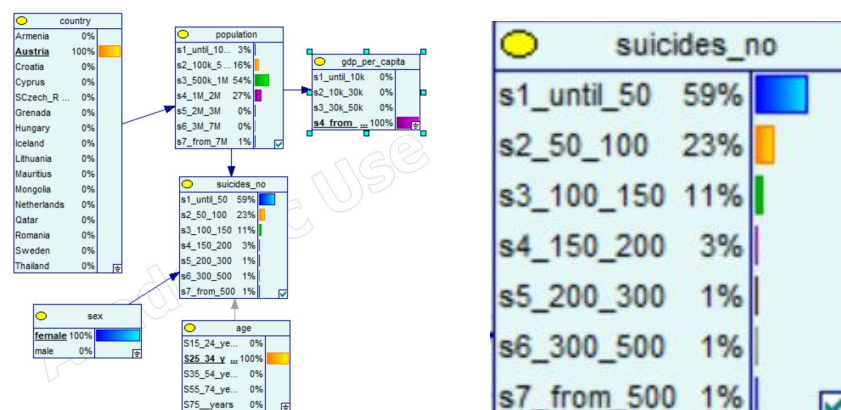 country
Armenia 0%
Austria 100%
Croatia 0%
Cyprus 0%
SCzech_R ... 0%
Grenada 0%
Hungary 0%
Iceland 0%
Lithuania 0%
Mauritius 0%
Mongolia 0%
Netherlands 0%
Qatar 0%
Romania 0%
Sweden 0%
Thailand 0%
population
s1_until_10... 3%
s2_100k_5... 16%
s3_500k_1M 54%
s4_1M_2M 27%
s5_2M_3M 0%
s6_3M_7M 0%
s7_from_7M 1%
gdp_per_capita
s1_until_10k 0%
s2_10k_30k 0%
s3_30k_50k 0%
s4_from_... 100%
suicides_no
s1_until_50 59%
s2_50_100 23%
s3_100_150 11%
s4_150_200 3%
s5_200_300 1%
s6_300_500 1%
s7_from_500 1%
sex
female 100%
male 0%
age
S15_24_ye... 0%
S25_34_y ... 100%
S35_54_ye... 0%
S55_74_ye... 0%
S75__years 0%
suicides_no
s1_until_50 59%
s2_50_100 23%
s3_100_150 11%
s4_150_200 3%
s5_200_300 1%
s6_300_500 1%
s7_from_500 1%
Use